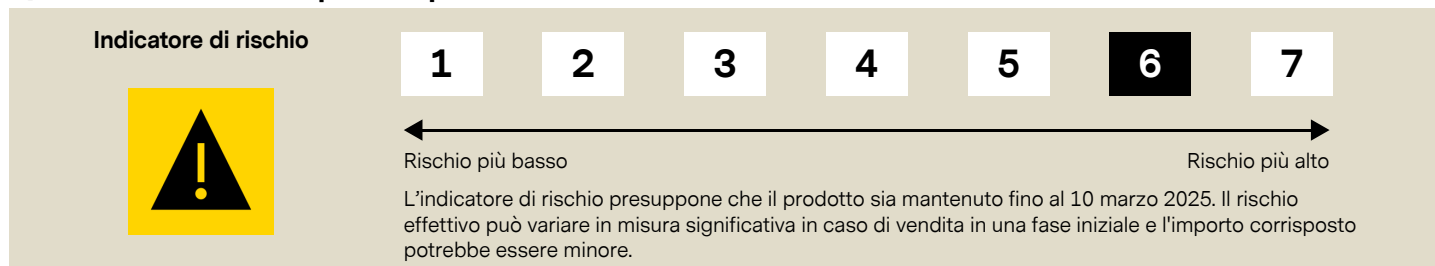 Indicatore di rischio
1 2 3 4 5 6 7
Rischio più basso Rischio più alto
L'indicatore di rischio presuppone che il prodotto sia mantenuto fino al 10 marzo 2025. Il rischio
effettivo può variare in misura significativa in caso di vendita in una fase iniziale e l'importo corrisposto
potrebbe essere minore.